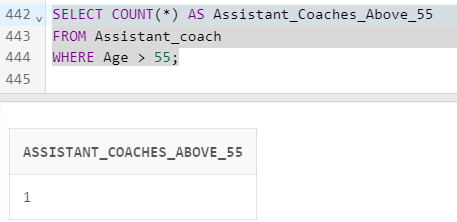 442 SELECT COUNT(*) AS Assistant_Coaches_Above_55
443 FROM Assistant_coach
444 WHERE Age > 55;
445
ASSISTANT_COACHES_ABOVE_55
1